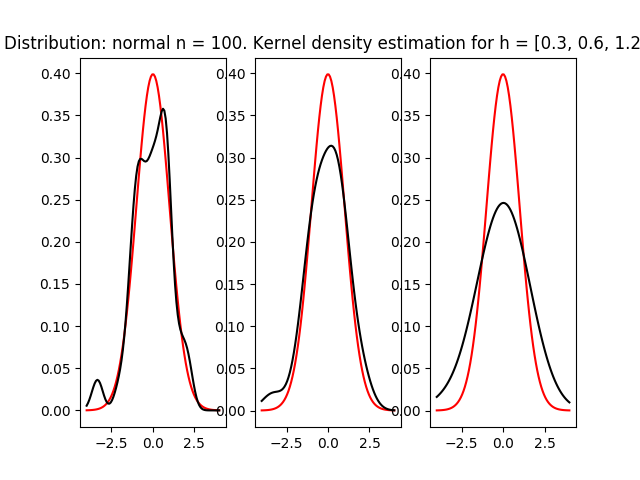 Distribution: normal n = 100. Kernel density estimation for h = [0.3, 0.6, 1.2
0.40 0.40 0.40
0.35 0.35 0.35
0.30 0.30 0.30
0.25 0.25 0.25
0.20 0.20 0.20
0.15 0.15 0.15
0.10 0.10 0.10
0.05 0.05 0.05
0.00 0.00 0.00
−2.5 0.0 2.5 −2.5 0.0 2.5 −2.5 0.0 2.5